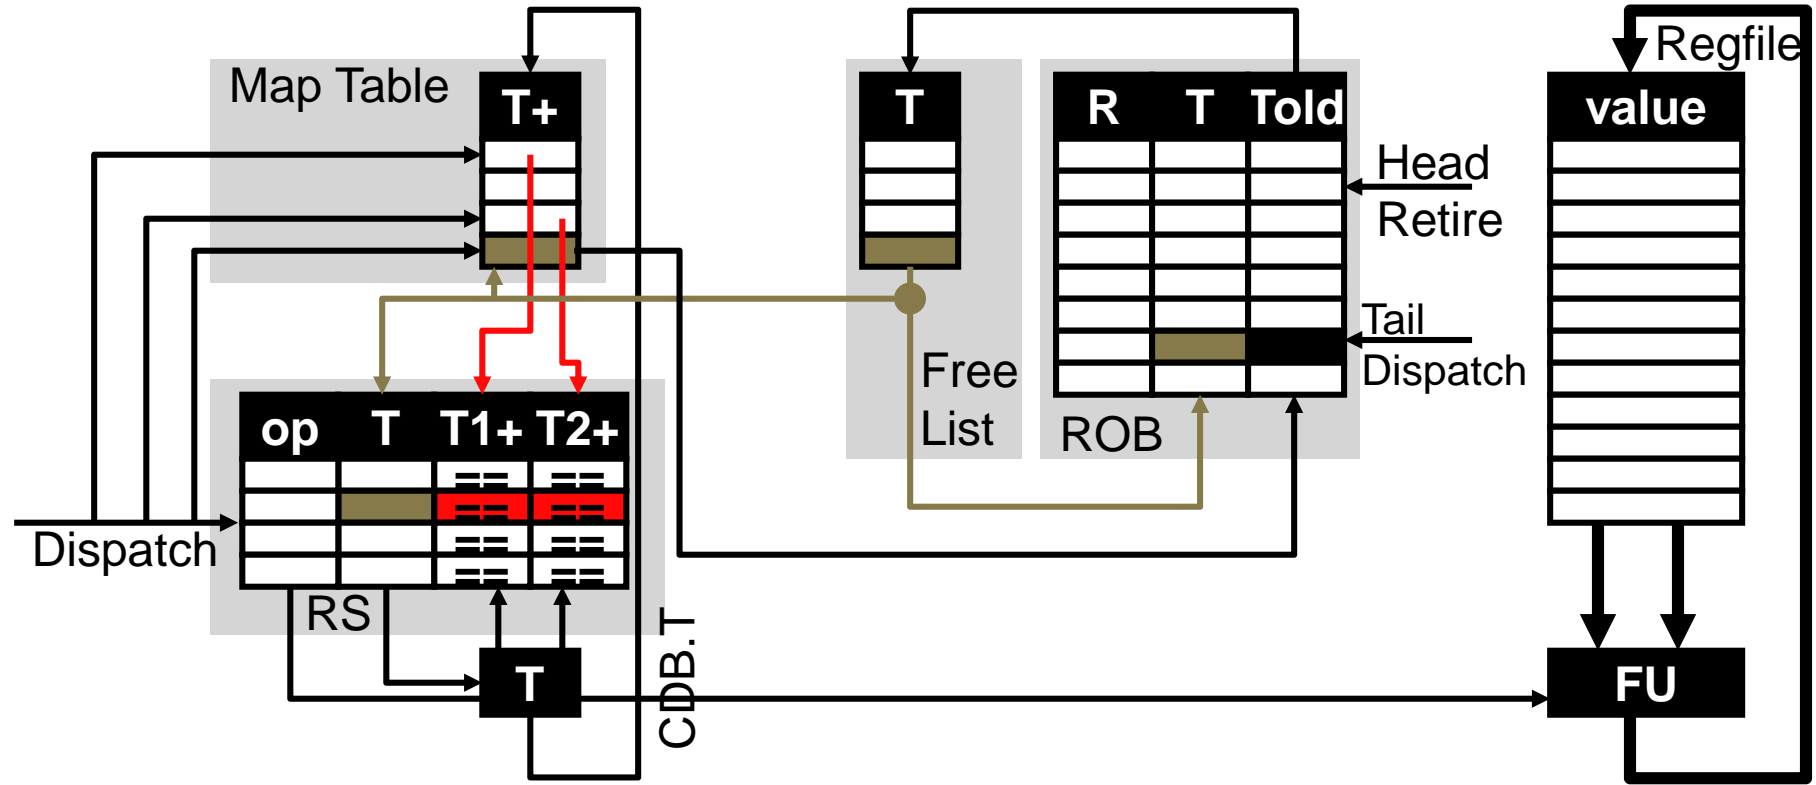 Regfile
Map Table
T+
T
R T Told
value
Head
Retire
Tail
Dispatch
Free
List
ROB
op T T1+ T2+
== ==
== ==
== ==
== ==
Dispatch
RS
CDB.T
T
FU